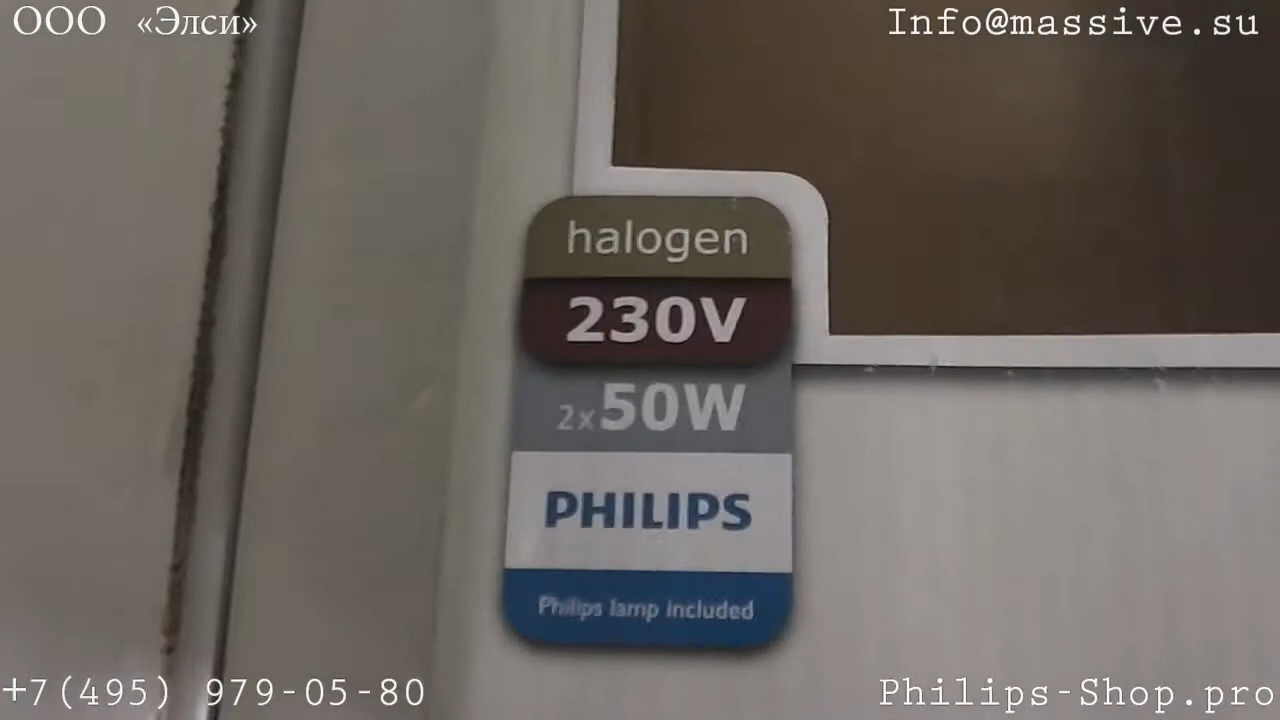 ООО «Элси»
Info@massive.su
halogen
230V
2x50W
PHILIPS
Philips lamp included
+7(495) 979-05-80
Philips-Shop.pro